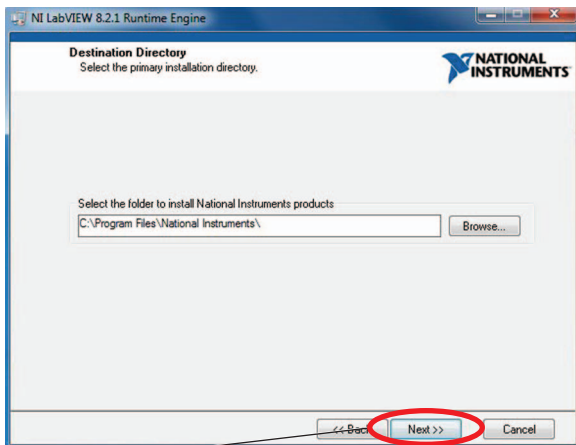 NI LabVIEW 8.2.1 Runtime Engine
Destination Directory
Select the primary installation directory.
NATIONAL
INSTRUMENTS
Select the folder to install National Instruments products
C:\Program Files\National Instruments\
Browse...
<< Back Next >> Cancel